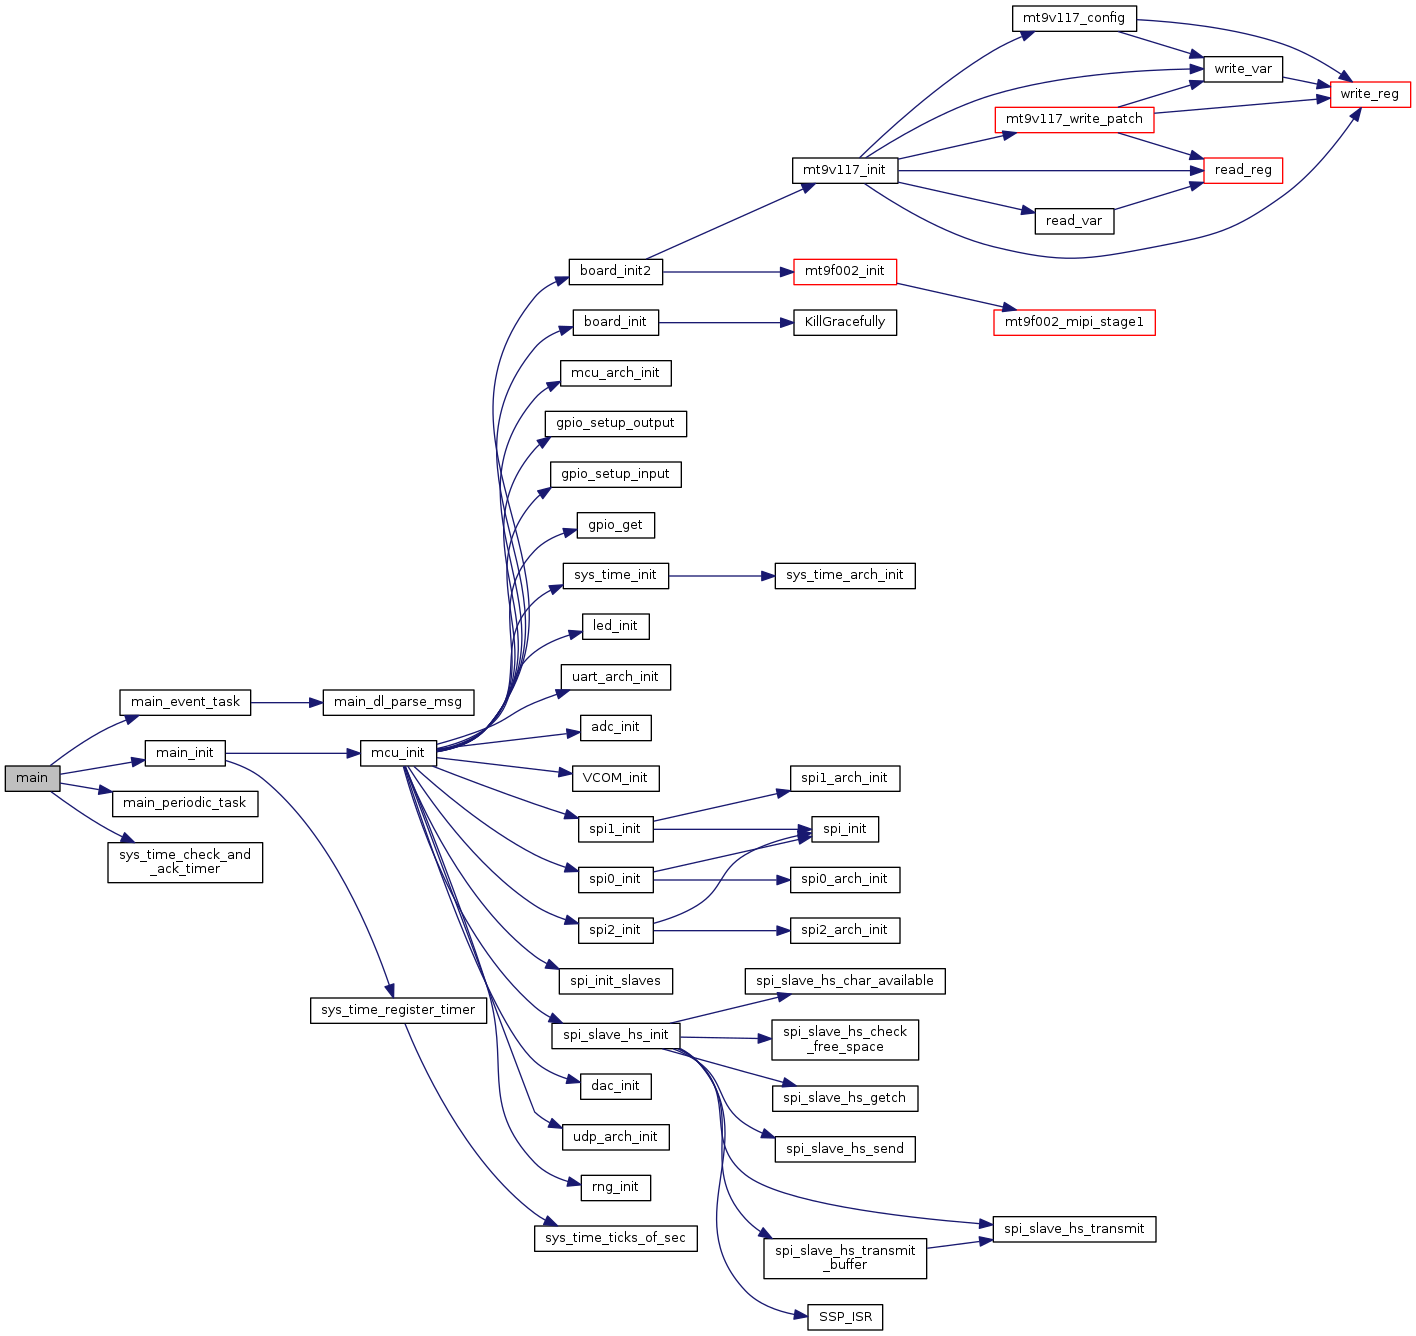 mt9v117_config
write_var
write_reg
mt9v117_write_patch
mt9v117_init
read_reg
read_var
board_init2
mt9f002_init
board_init
KillGracefully
mt9f002_mipi_stage1
mcu_arch_init
gpio_setup_output
gpio_setup_input
gpio_get
sys_time_init
sys_time_arch_init
led_init
uart_arch_init
main_event_task
main_dl_parse_msg
adc_init
main_init
mcu_init
main
VCOM_init
spi1_arch_init
main_periodic_task
spi1_init
spi_init
sys_time_check_and
_ack_timer
spi0_init
spi0_arch_init
spi2_init
spi2_arch_init
spi_init_slaves
spi_slave_hs_char_available
sys_time_register_timer
spi_slave_hs_init
spi_slave_hs_check
_free_space
dac_init
spi_slave_hs_getch
udp_arch_init
spi_slave_hs_send
rng_init
spi_slave_hs_transmit
sys_time_ticks_of_sec
spi_slave_hs_transmit
_buffer
SSP_ISR